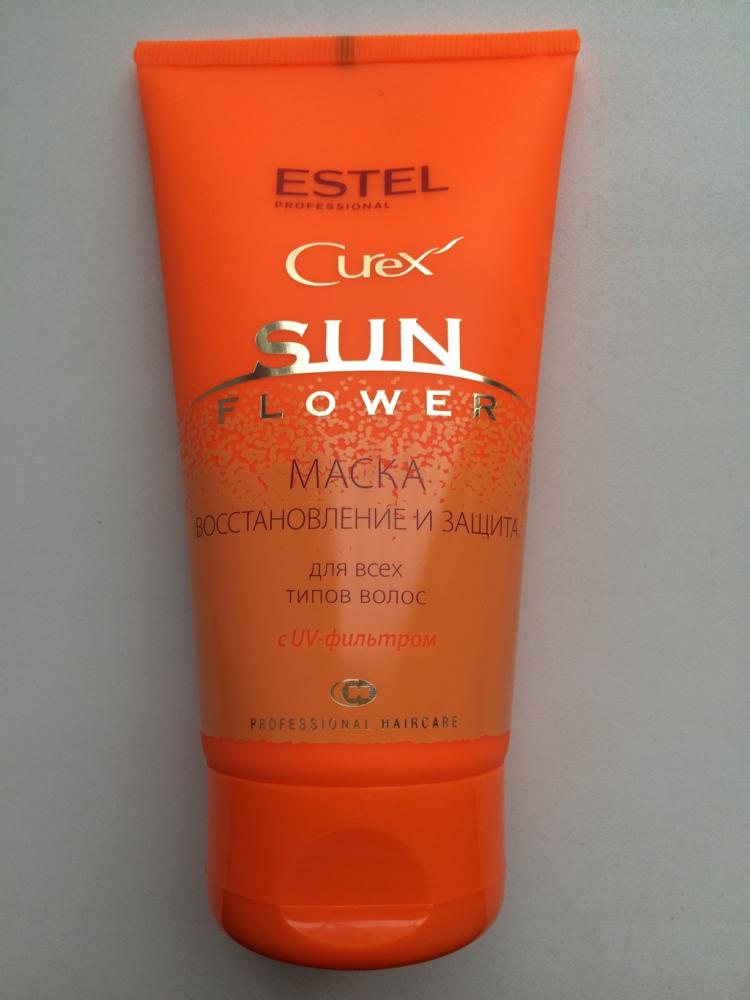 ESTEL
PROFESSIONAL
Curex
SUN
FLOWER
МАСКА
ВОССТАНОВЛЕНИЕ И ЗАЩИТА
для всех
типов волос
с UV-фильтром
PROFESSIONAL HAIRCARE